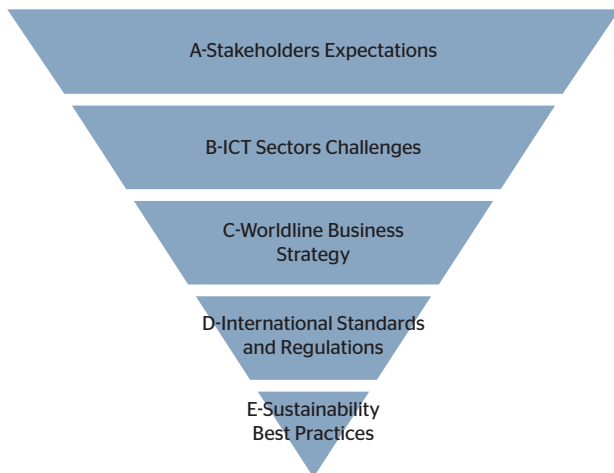 A-Stakeholders Expectations
B-ICT Sectors Challenges
C-Worldline Business
Strategy
D-International Standards
and Regulations
E-Sustainability
Best Practices